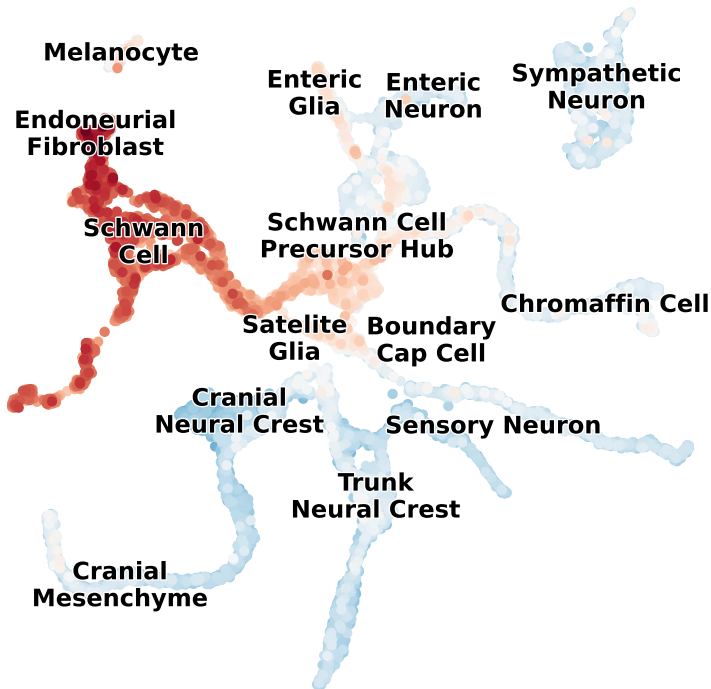 Melanocyte
Enteric
Glia
Enteric
Neuron
Sympathetic
Neuron
Endoneurial
Fibroblast
Schwann
Cell
Schwann Cell
Precursor Hub
Chromaffin Cell
Satelite
Glia
Boundary
Cap Cell
Cranial
Neural Crest
Sensory Neuron
Trunk
Neural Crest
Cranial
Mesenchyme